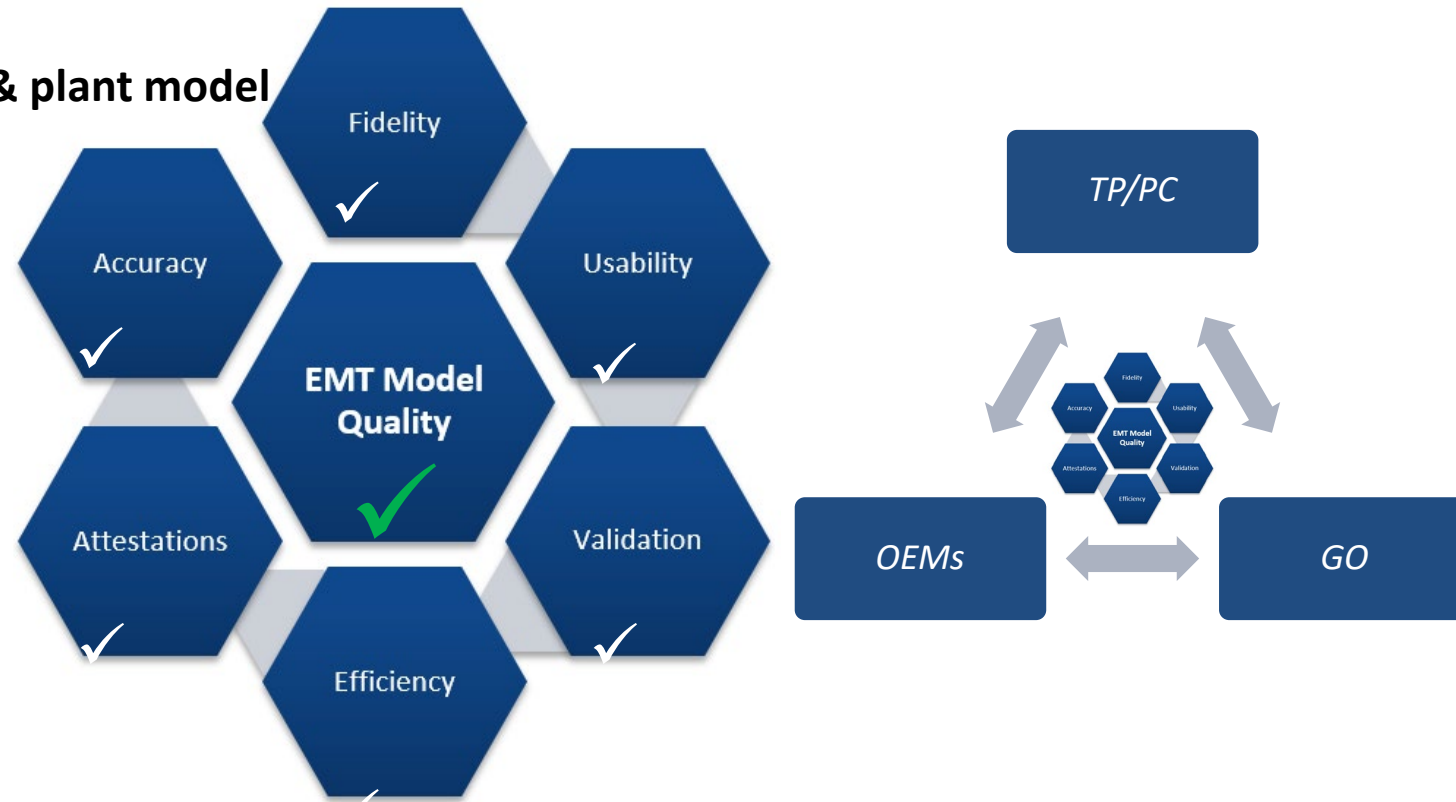 & plant model
Fidelity
Accuracy
Usability
EMT Model
Quality
Attestations
Validation
Efficiency
TP/PC
Fidelity
Accuracy
Usability
EMT Model
Quality
Attestations
Validation
Efficiency
OEMs
GO